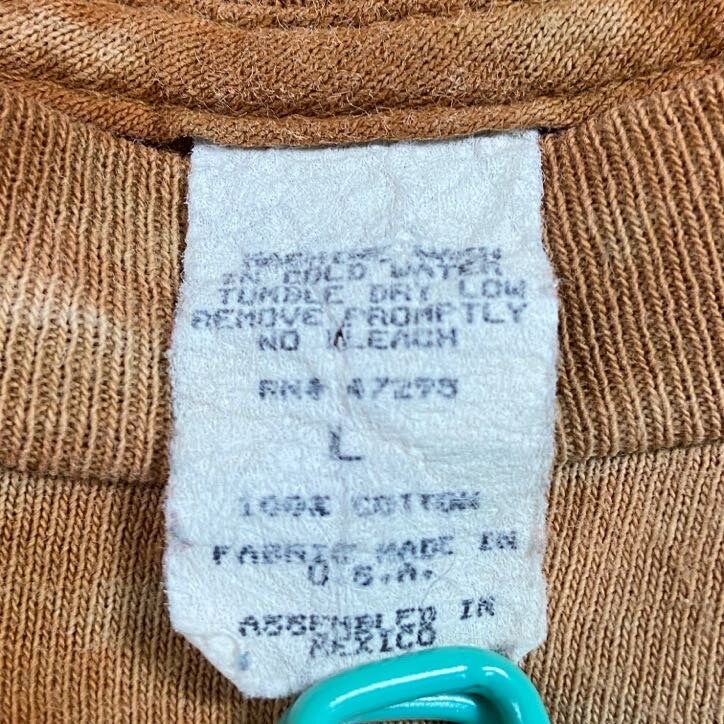 MACHINE WASH
IN COLD WATER
TUMBLE DRY LOW
REMOVE PROMPTLY
NO BLEACH
RN# 47295
L
100% COTTON
FABRIC MADE IN
U.S.A.
ASSEMBLED IN
MEXICO